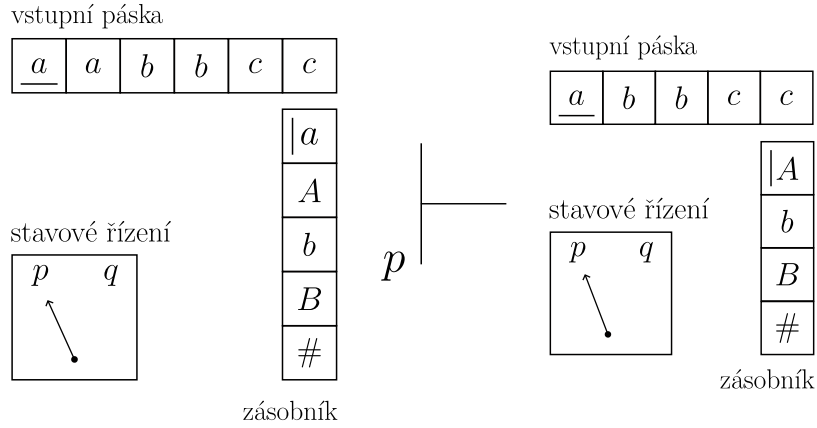 vstupní páska
a a b b c c
|a
A
b
B
#
stavové řízení
p q
zásobník
p
vstupní páska
a b b c c
|A
b
B
#
stavové řízení
p q
zásobník